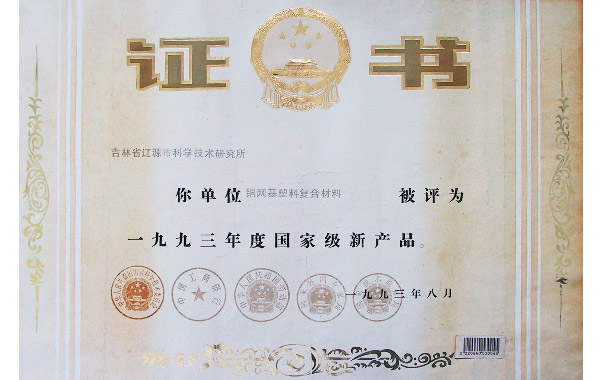 证书
吉林省辽源市科学技术研究所
你单位 钢网基塑料复合材料 被评为
一九九三年度国家级新产品。
一九九三年八月